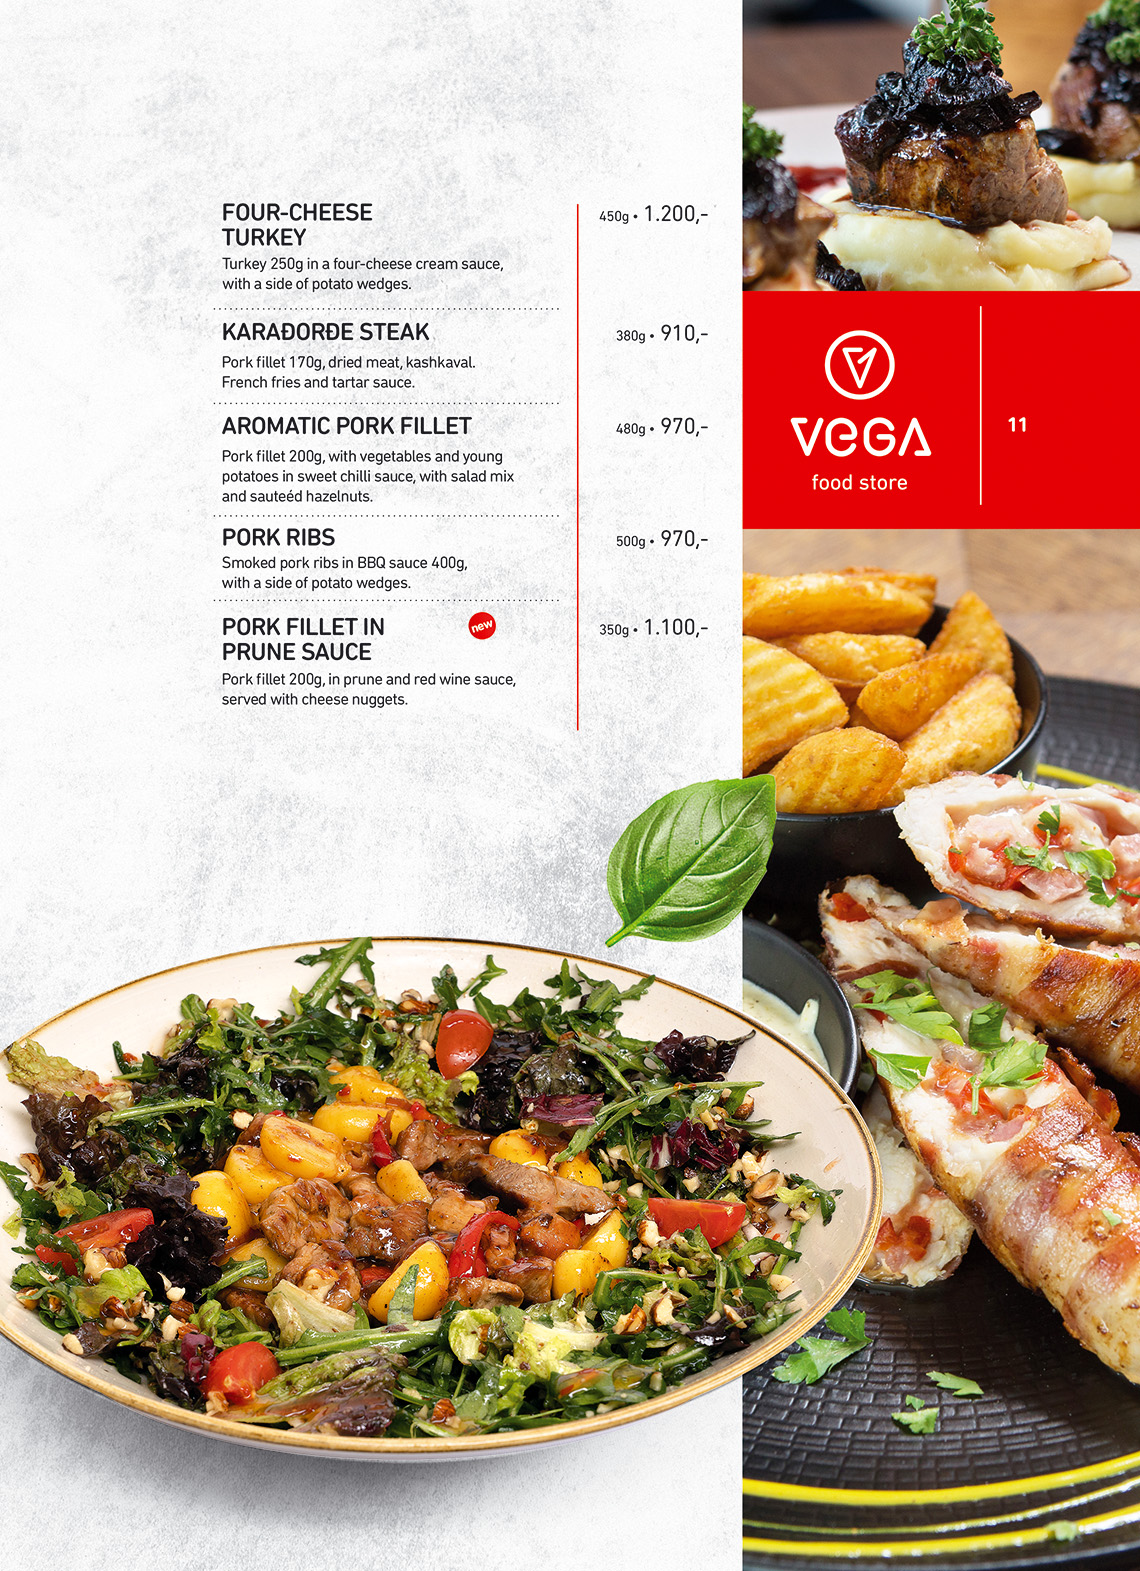 FOUR-CHEESE
TURKEY
450g • 1.200,-
Turkey 250g in a four-cheese cream sauce,
with a side of potato wedges.
KARAĐORĐE STEAK
380g • 910,-
Pork fillet 170g, dried meat, kashkaval.
French fries and tartar sauce.
AROMATIC PORK FILLET
480g • 970,-
Pork fillet 200g, with vegetables and young
potatoes in sweet chilli sauce, with salad mix
and sauteéd hazelnuts.
PORK RIBS
500g • 970,-
Smoked pork ribs in BBQ sauce 400g,
with a side of potato wedges.
PORK FILLET IN
PRUNE SAUCE
new
350g • 1.100,-
Pork fillet 200g, in prune and red wine sauce,
served with cheese nuggets.
VEGA
food store
11